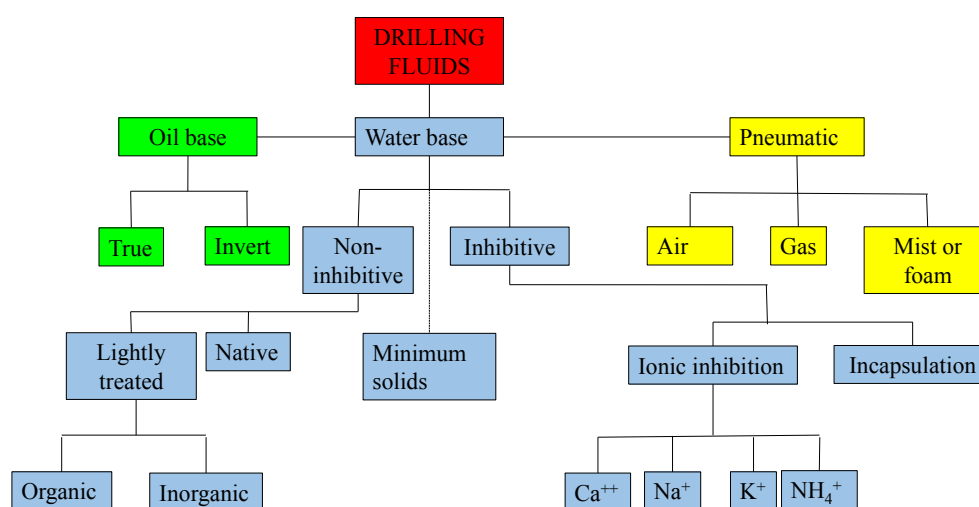 DRILLING
FLUIDS
Oil base
Water base
Pneumatic
True
Invert
Non-
inhibitive
Inhibitive
Air
Gas
Mist or
foam
Lightly
treated
Native
Minimum
solids
Ionic inhibition
Incapsulation
Organic
Inorganic
Ca⁺⁺
Na⁺
K⁺
NH₄⁺